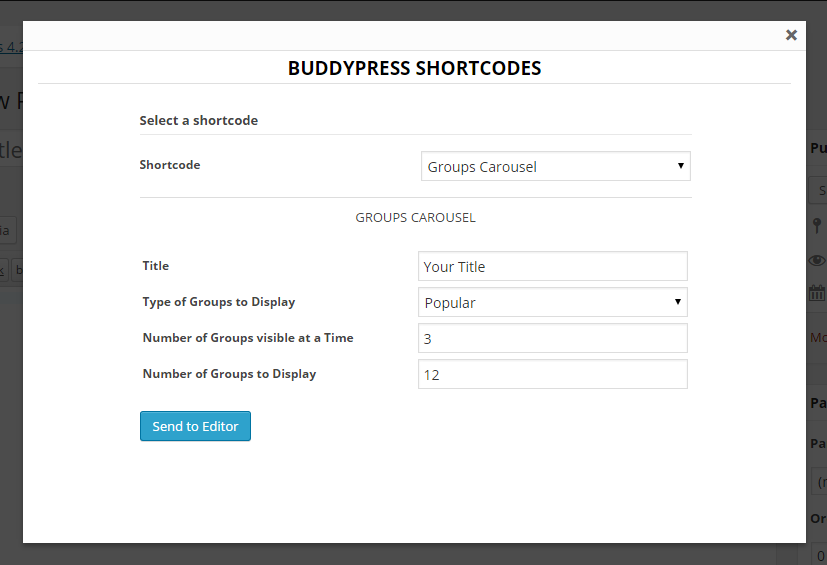 BUDDYPRESS SHORTCODES
Select a shortcode
Shortcode Groups Carousel
GROUPS CAROUSEL
Title Your Title
Type of Groups to Display Popular
Number of Groups visible at a Time 3
Number of Groups to Display 12
Send to Editor